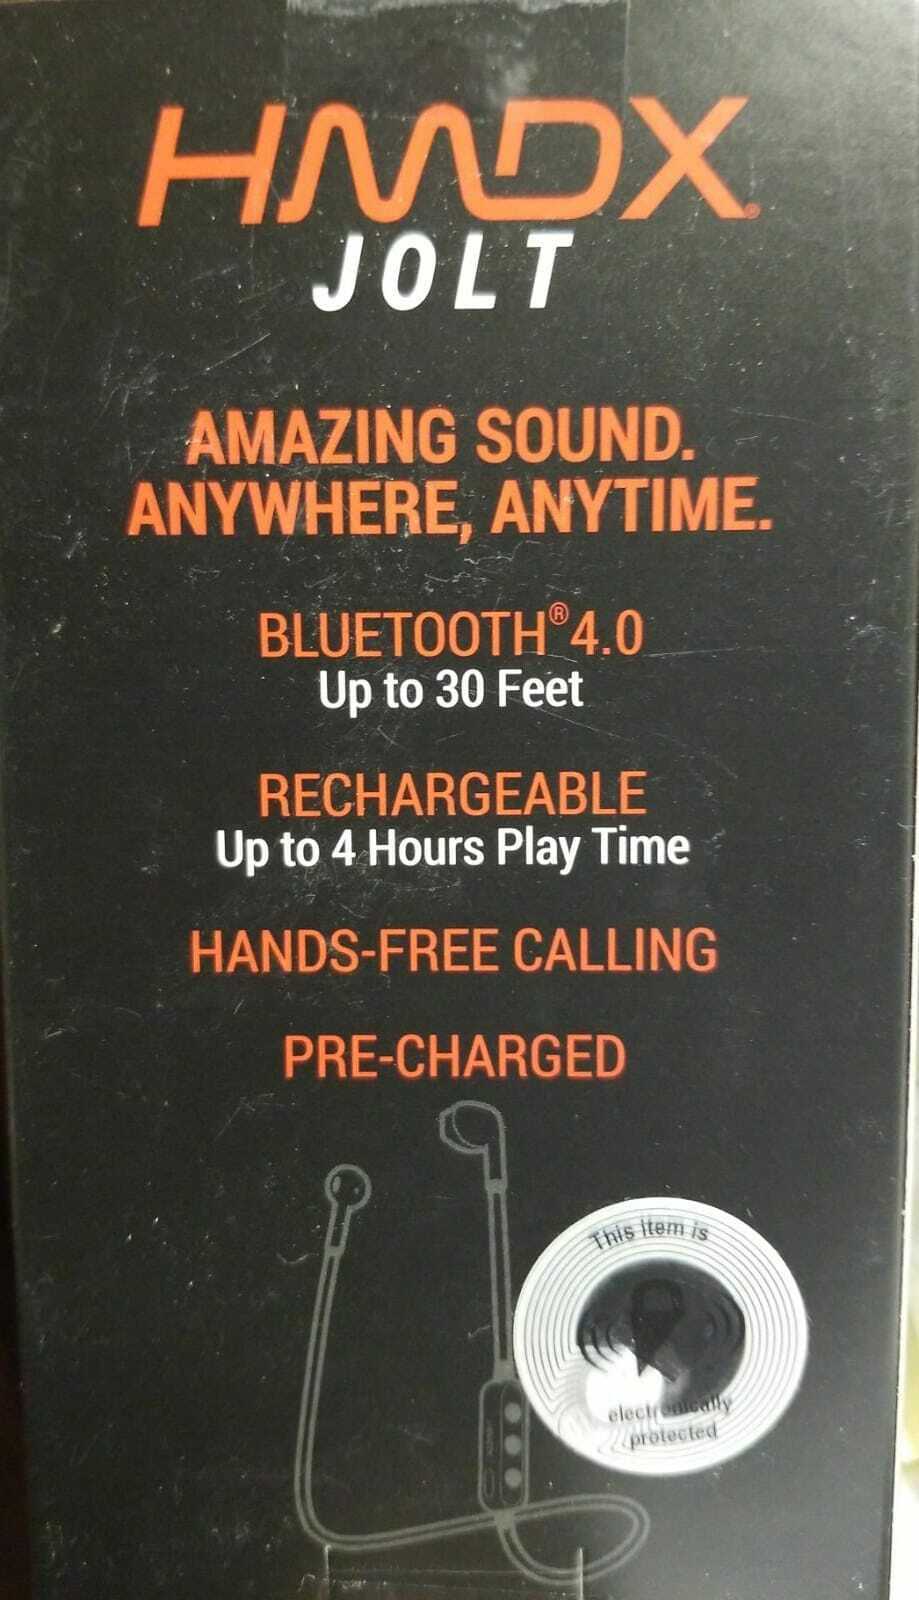 HMDX®
JOLT
AMAZING SOUND.
ANYWHERE, ANYTIME.
BLUETOOTH® 4.0
Up to 30 Feet
RECHARGEABLE
Up to 4 Hours Play Time
HANDS-FREE CALLING
PRE-CHARGED
This item is
electronically
protected